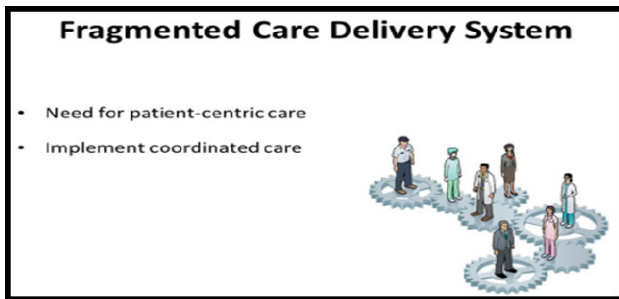 Fragmented Care Delivery System
• Need for patient-centric care
• Implement coordinated care